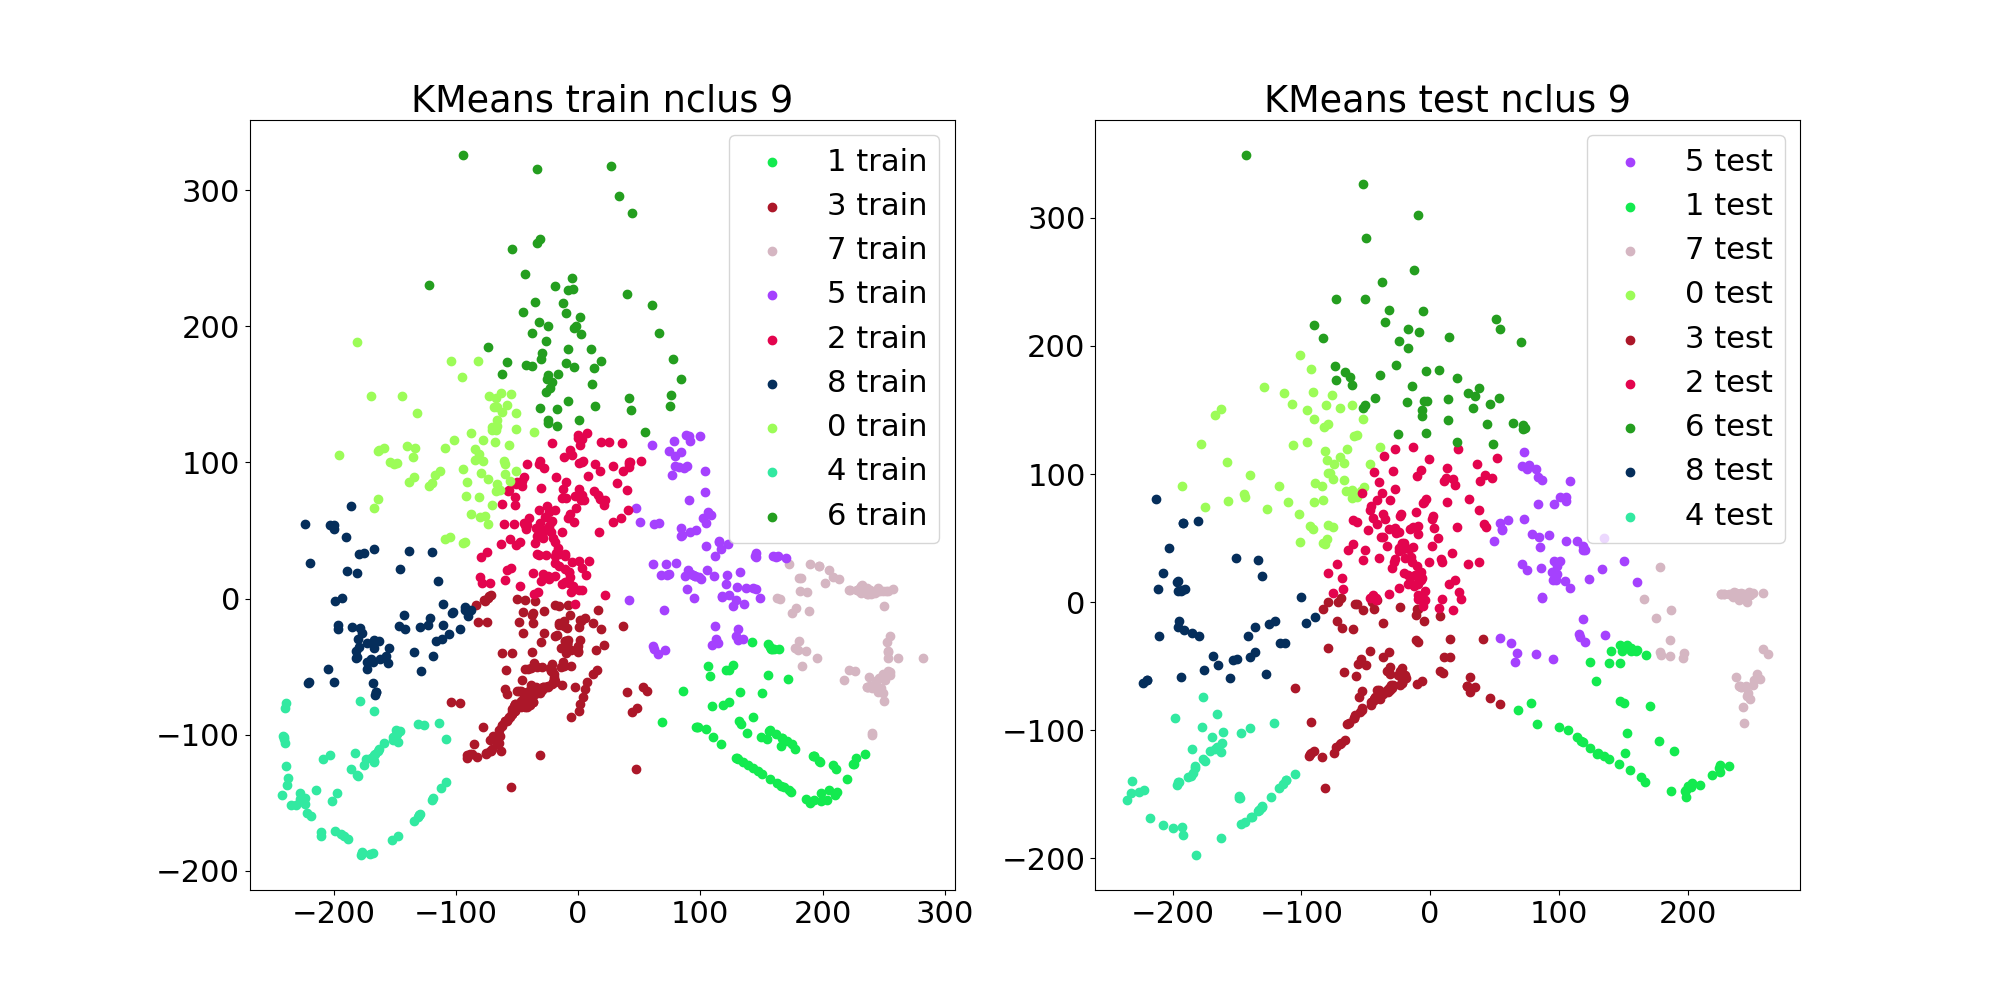 KMeans train nclus 9
300
200
100
0
−100
−200
−200
−100
0
100
200
300
1 train
3 train
7 train
5 train
2 train
8 train
0 train
4 train
6 train
KMeans test nclus 9
300
200
100
0
−100
−200
−200
−100
0
100
200
5 test
1 test
7 test
0 test
3 test
2 test
6 test
8 test
4 test